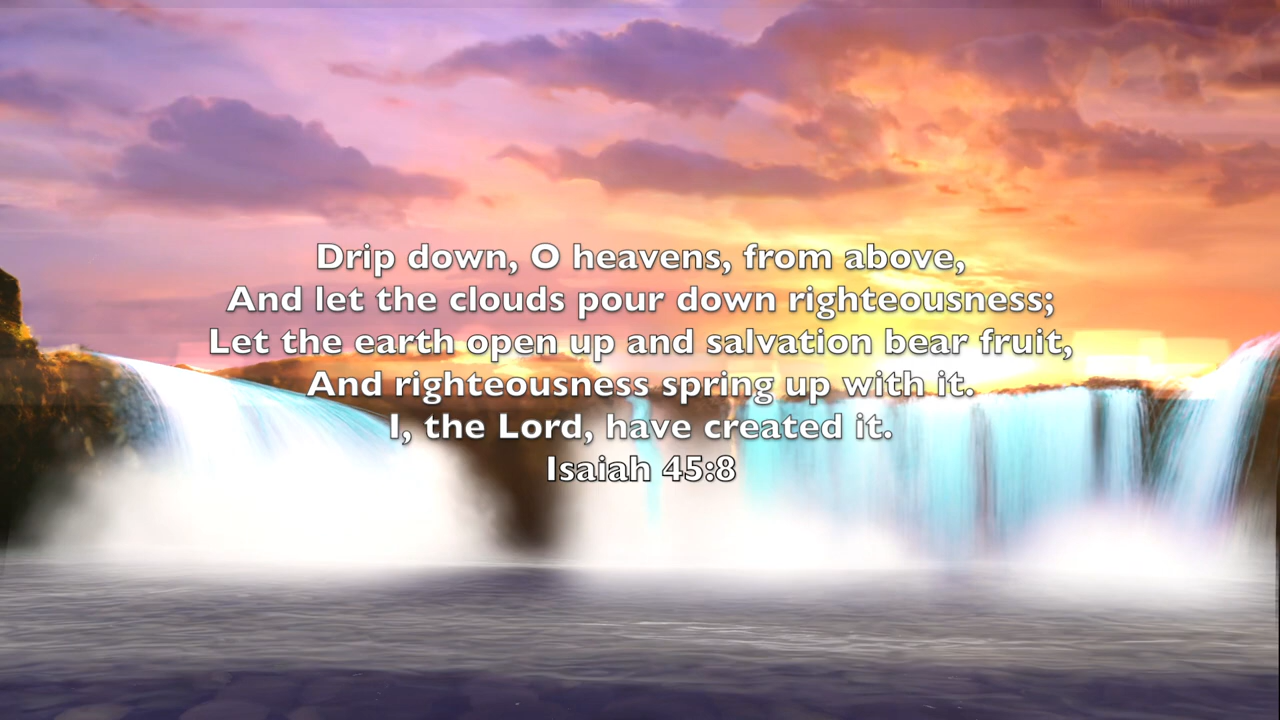 Drip down, O heavens, from above,
And let the clouds pour down righteousness;
Let the earth open up and salvation bear fruit,
And righteousness spring up with it.
I, the Lord, have created it.
Isaiah 45:8